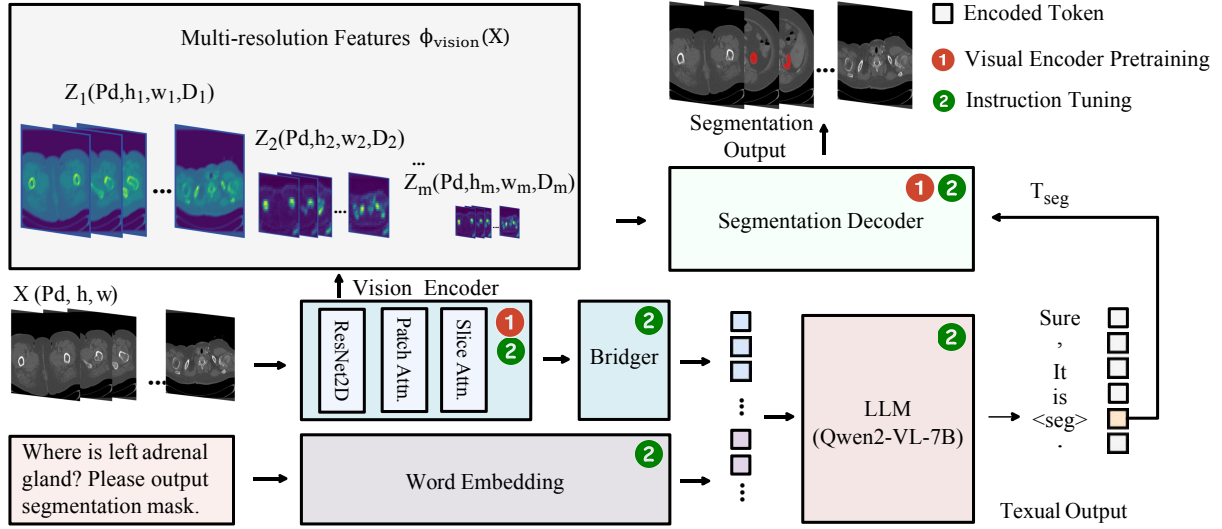 Multi-resolution Features ϕvision(X)
Z1(Pd,h1,w1,D1)
Z2(Pd,h2,w2,D2)
...
Zm(Pd,hm,wm,Dm)
...
...
...
Segmentation
Output
...
Encoded Token
1 Visual Encoder Pretraining
2 Instruction Tuning
1 2
Segmentation Decoder
Tseg
X (Pd, h, w)
...
Vision Encoder
ResNet2D
Patch Attn.
Slice Attn.
1
2
2
Bridger
...
...
2
LLM
(Qwen2-VL-7B)
Sure
,
It
is
<seg>
.
Where is left adrenal
gland? Please output
segmentation mask.
2
Word Embedding
Texual Output